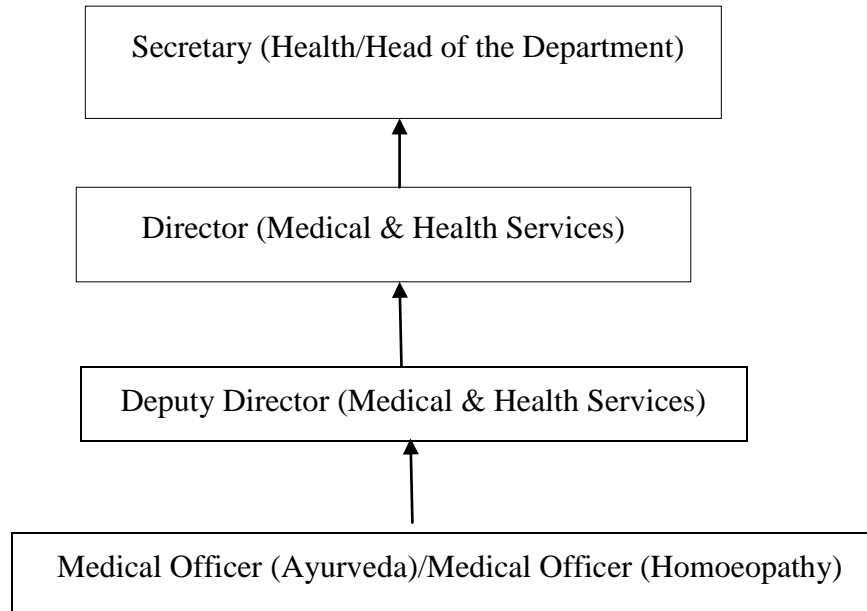 Secretary (Health/Head of the Department)
Director (Medical & Health Services)
Deputy Director (Medical & Health Services)
Medical Officer (Ayurveda)/Medical Officer (Homoeopathy)